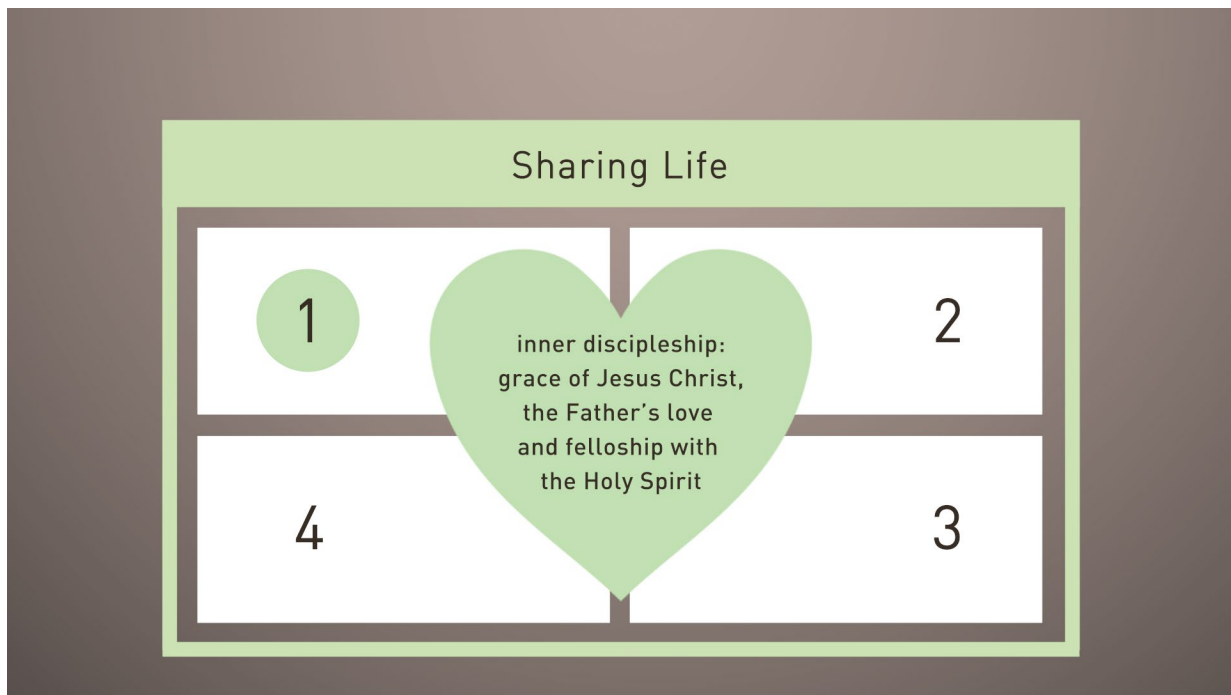 Sharing Life
1
2
inner discipleship:
grace of Jesus Christ,
the Father's love
and felloship with
the Holy Spirit
4
3